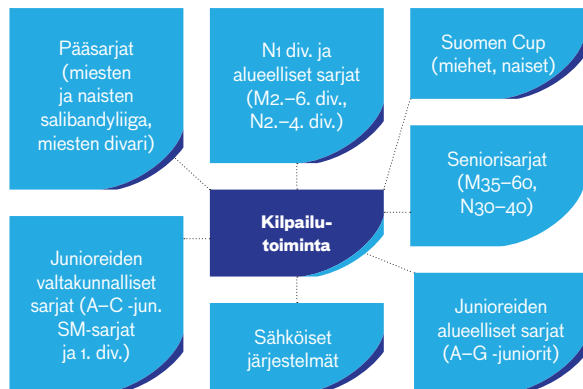 Pääsarjat
(miesten
ja naisten
salibandyliiga,
miesten divari)
N1 div. ja
alueelliset sarjat
(M2.–6. div.,
N2.–4. div.)
Suomen Cup
(miehet, naiset)
Seniorisarjat
(M35–60,
N30–40)
Kilpailu-
toiminta
Junioreiden
valtakunnalliset
sarjat (A–C -jun.
SM-sarjat
ja 1. div.)
Sähköiset
järjestelmät
Junioreiden
alueelliset sarjat
(A–G -juniorit)